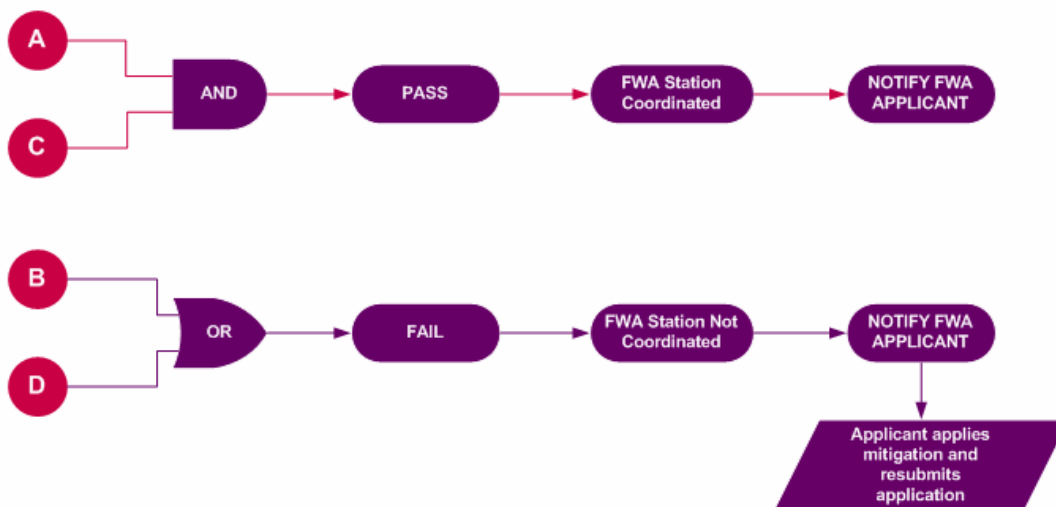 A
C
AND
PASS
FWA Station
Coordinated
NOTIFY FWA
APPLICANT
B
D
OR
FAIL
FWA Station Not
Coordinated
NOTIFY FWA
APPLICANT
Applicant applies
mitigation and
resubmits
application